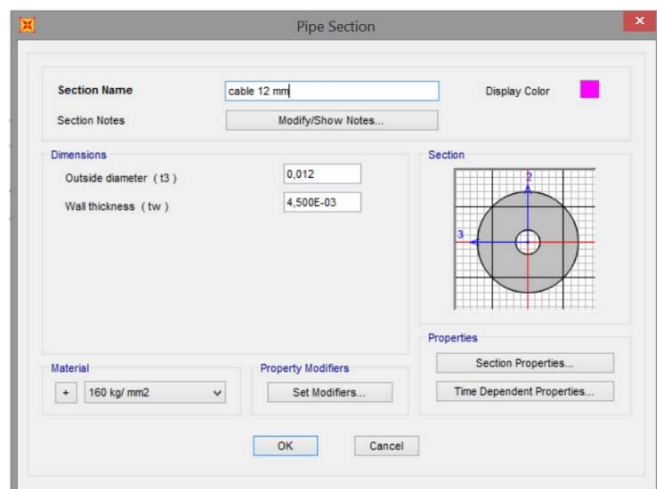 Pipe Section
Section Name
cable 12 mm
Display Color
Section Notes
Modify/Show Notes...
Dimensions
Outside diameter ( t3 )
0,012
Wall thickness ( tw )
4,500E-03
Section
2
3
Properties
Section Properties...
Time Dependent Properties...
Material
+
160 kg/ mm2
Property Modifiers
Set Modifiers...
OK
Cancel